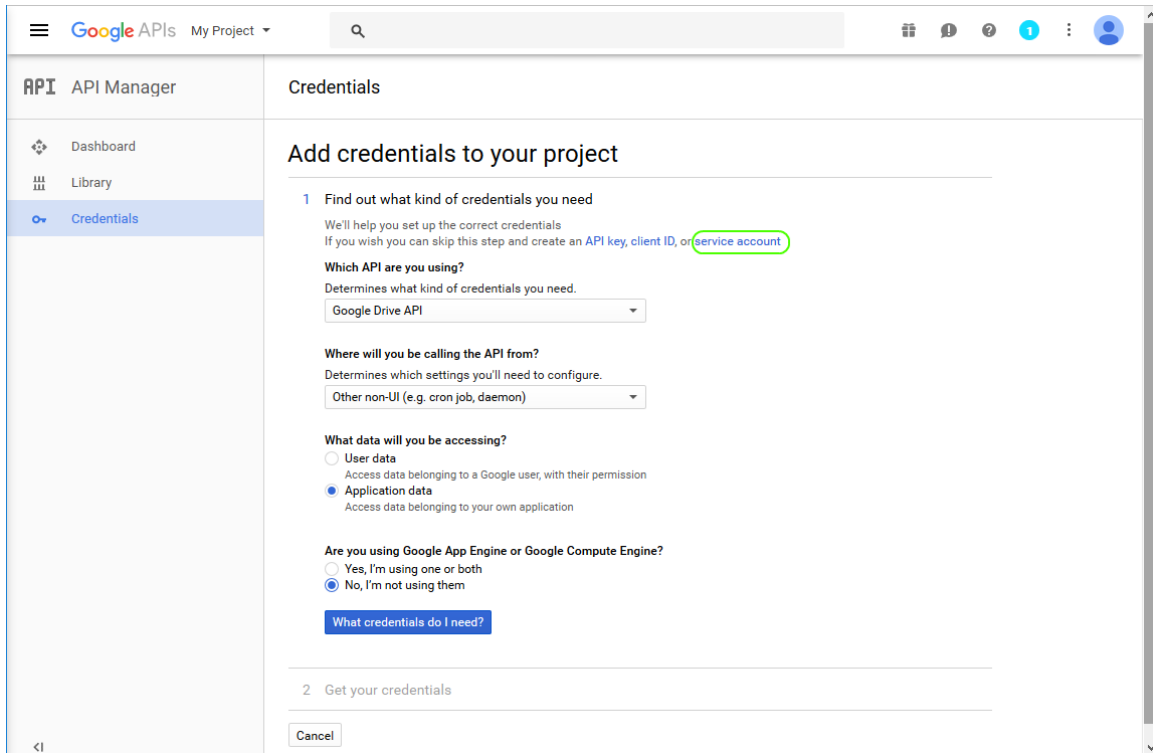 Google APIs My Project
1
API API Manager
Credentials
Dashboard
Library
Credentials
Add credentials to your project
1 Find out what kind of credentials you need
We'll help you set up the correct credentials
If you wish you can skip this step and create an API key, client ID, or service account
Which API are you using?
Determines what kind of credentials you need.
Google Drive API
Where will you be calling the API from?
Determines which settings you'll need to configure.
Other non-UI (e.g. cron job, daemon)
What data will you be accessing?
User data
Access data belonging to a Google user, with their permission
Application data
Access data belonging to your own application
Are you using Google App Engine or Google Compute Engine?
Yes, I'm using one or both
No, I'm not using them
What credentials do I need?
2 Get your credentials
Cancel